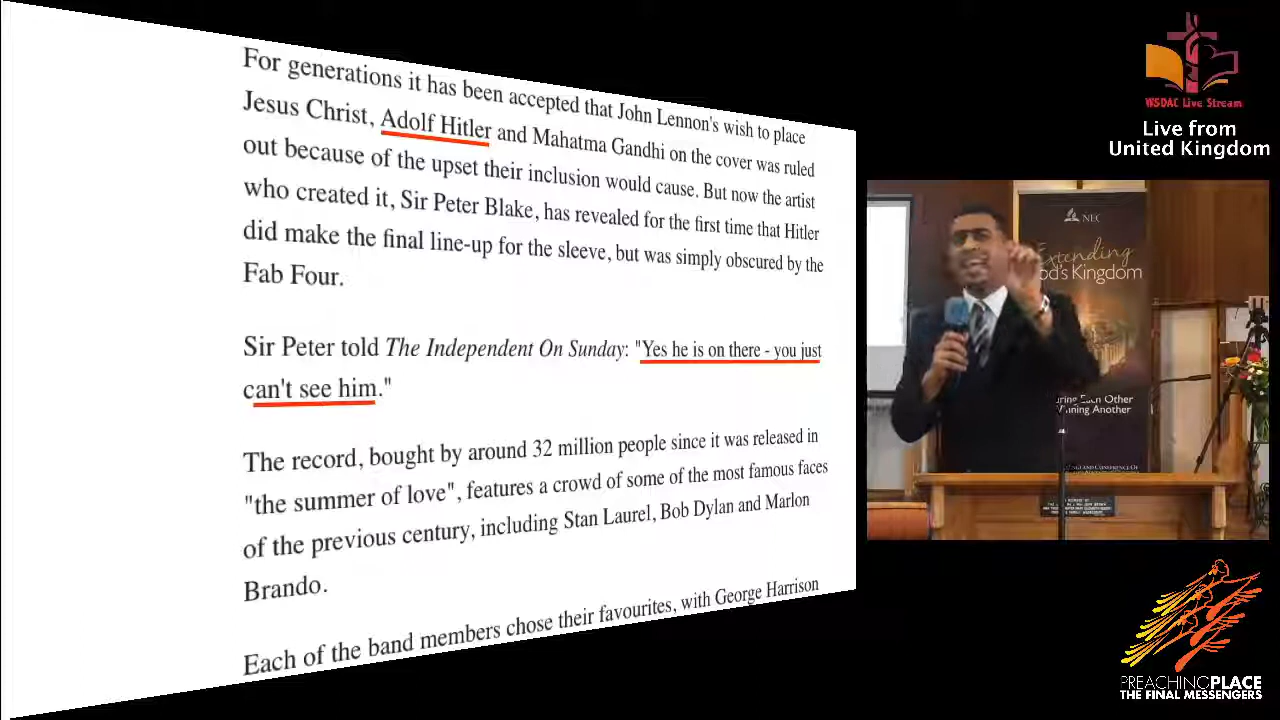 For generations it has been accepted that John Lennon's wish to place
Jesus Christ, Adolf Hitler and Mahatma Gandhi on the cover was ruled
out because of the upset their inclusion would cause. But now the artist
who created it, Sir Peter Blake, has revealed for the first time that Hitler
did make the final line-up for the sleeve, but was simply obscured by the
Fab Four.
Sir Peter told The Independent On Sunday: "Yes he is on there - you just
can't see him."
The record, bought by around 32 million people since it was released in
"the summer of love", features a crowd of some of the most famous faces
of the previous century, including Stan Laurel, Bob Dylan and Marlon
Brando.
Each of the band members chose their favourites, with George Harrison
WSDAC Live Stream
Live from
United Kingdom
NEC
Extending
God's Kingdom
Each Other
Another
PREACHINGPLACE
THE FINAL MESSENGERS